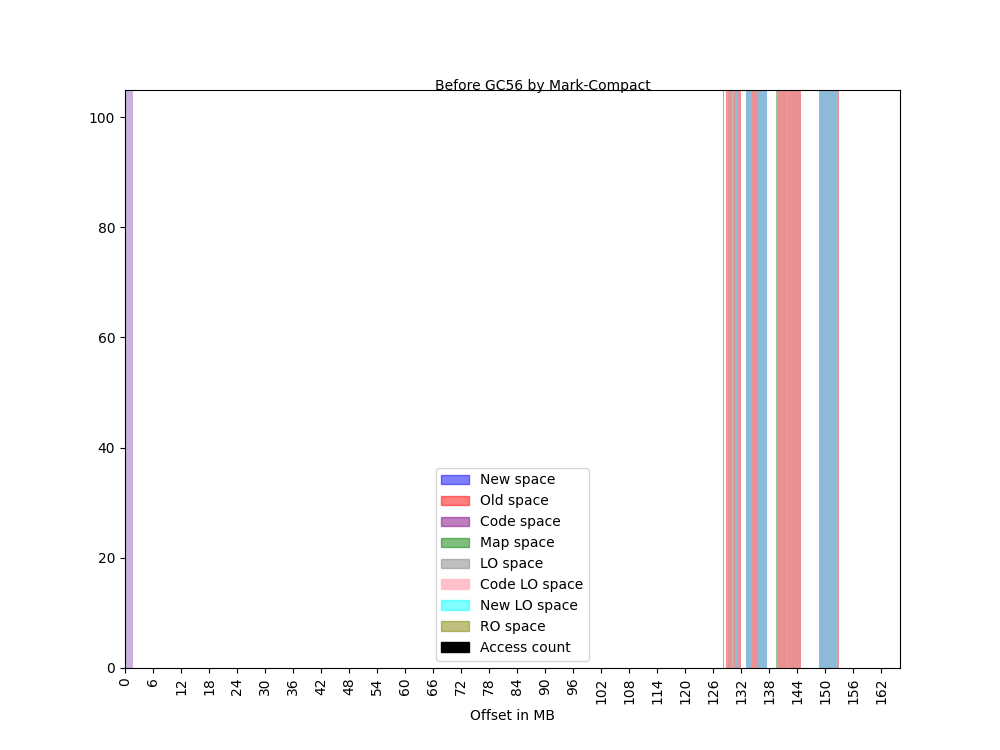 Before GC56 by Mark-Compact
100
80
60
40
20
0
New space
Old space
Code space
Map space
LO space
Code LO space
New LO space
RO space
Access count
0 6 12 18 24 30 36 42 48 54 60 66 72 78 84 90 96 102 108 114 120 126 132 138 144 150 156 162
Offset in MB